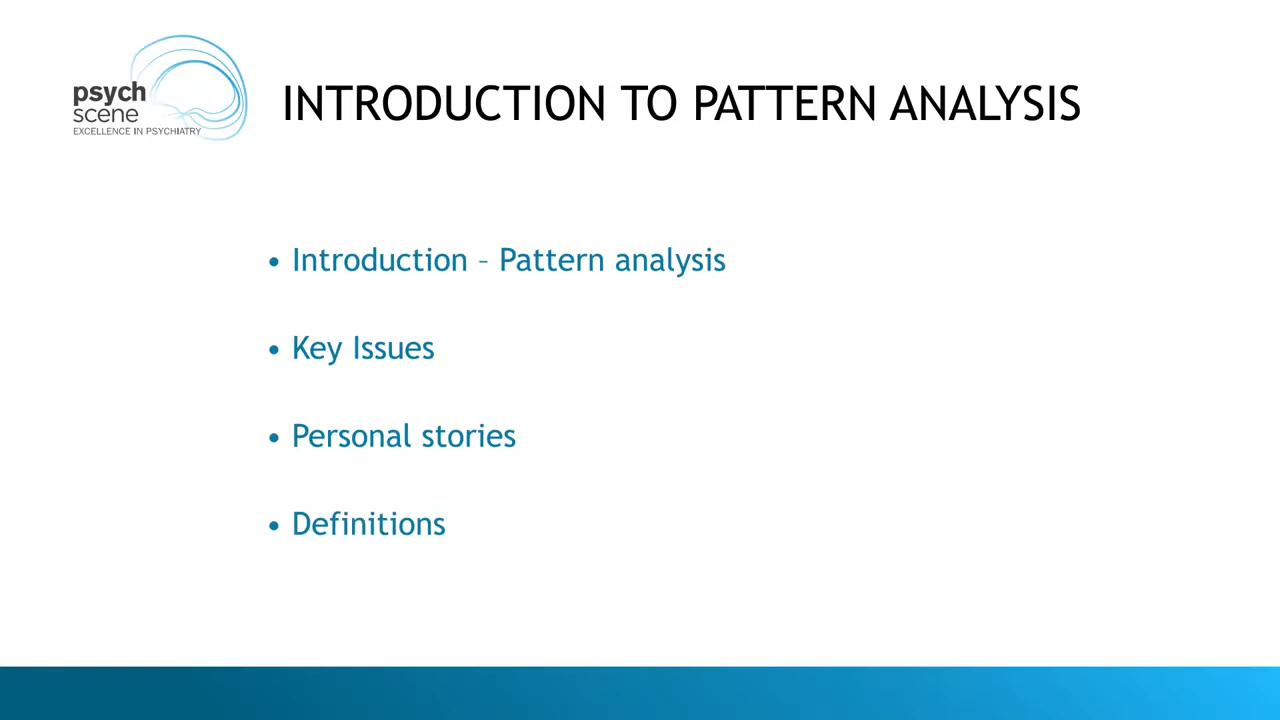 psych
scene
EXCELLENCE IN PSYCHIATRY
INTRODUCTION TO PATTERN ANALYSIS
• Introduction – Pattern analysis
• Key Issues
• Personal stories
• Definitions